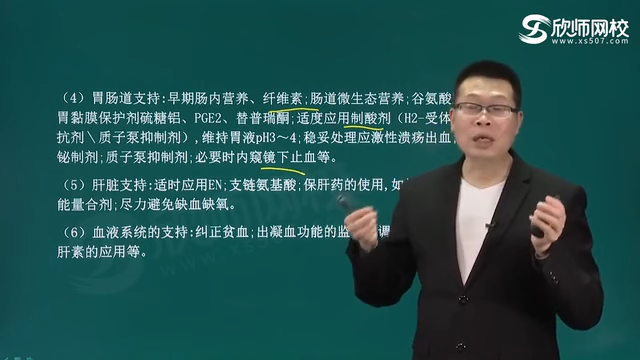 欣师网校
www.xs507.com
（4）胃肠道支持:早期肠内营养、纤维素;肠道微生态营养;谷氨酸
胃黏膜保护剂硫糖铝、PGE2、替普瑞酮;适度应用制酸剂（H2-受体
抗剂\质子泵抑制剂）,维持胃液pH3～4;稳妥处理应激性溃疡出血,
铋制剂;质子泵抑制剂;必要时内窥镜下止血等。
（5）肝脏支持:适时应用EN;支链氨基酸;保肝药的使用,如
能量合剂;尽力避免缺血缺氧。
（6）血液系统的支持:纠正贫血;出凝血功能的监 调
肝素的应用等。